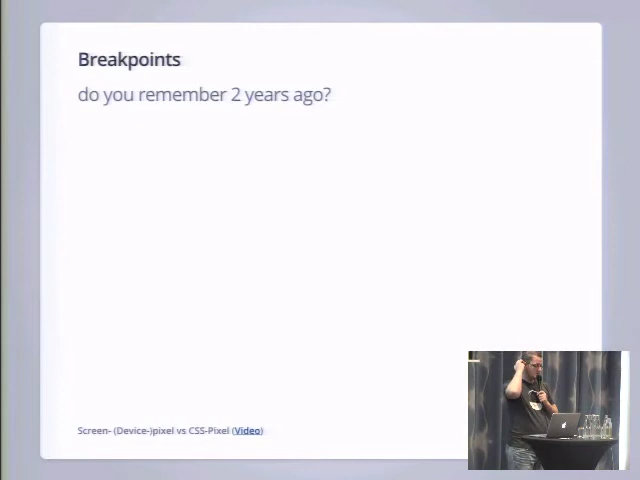 Breakpoints
do you remember 2 years ago?
Screen- (Device-)pixel vs CSS-Pixel (Video)